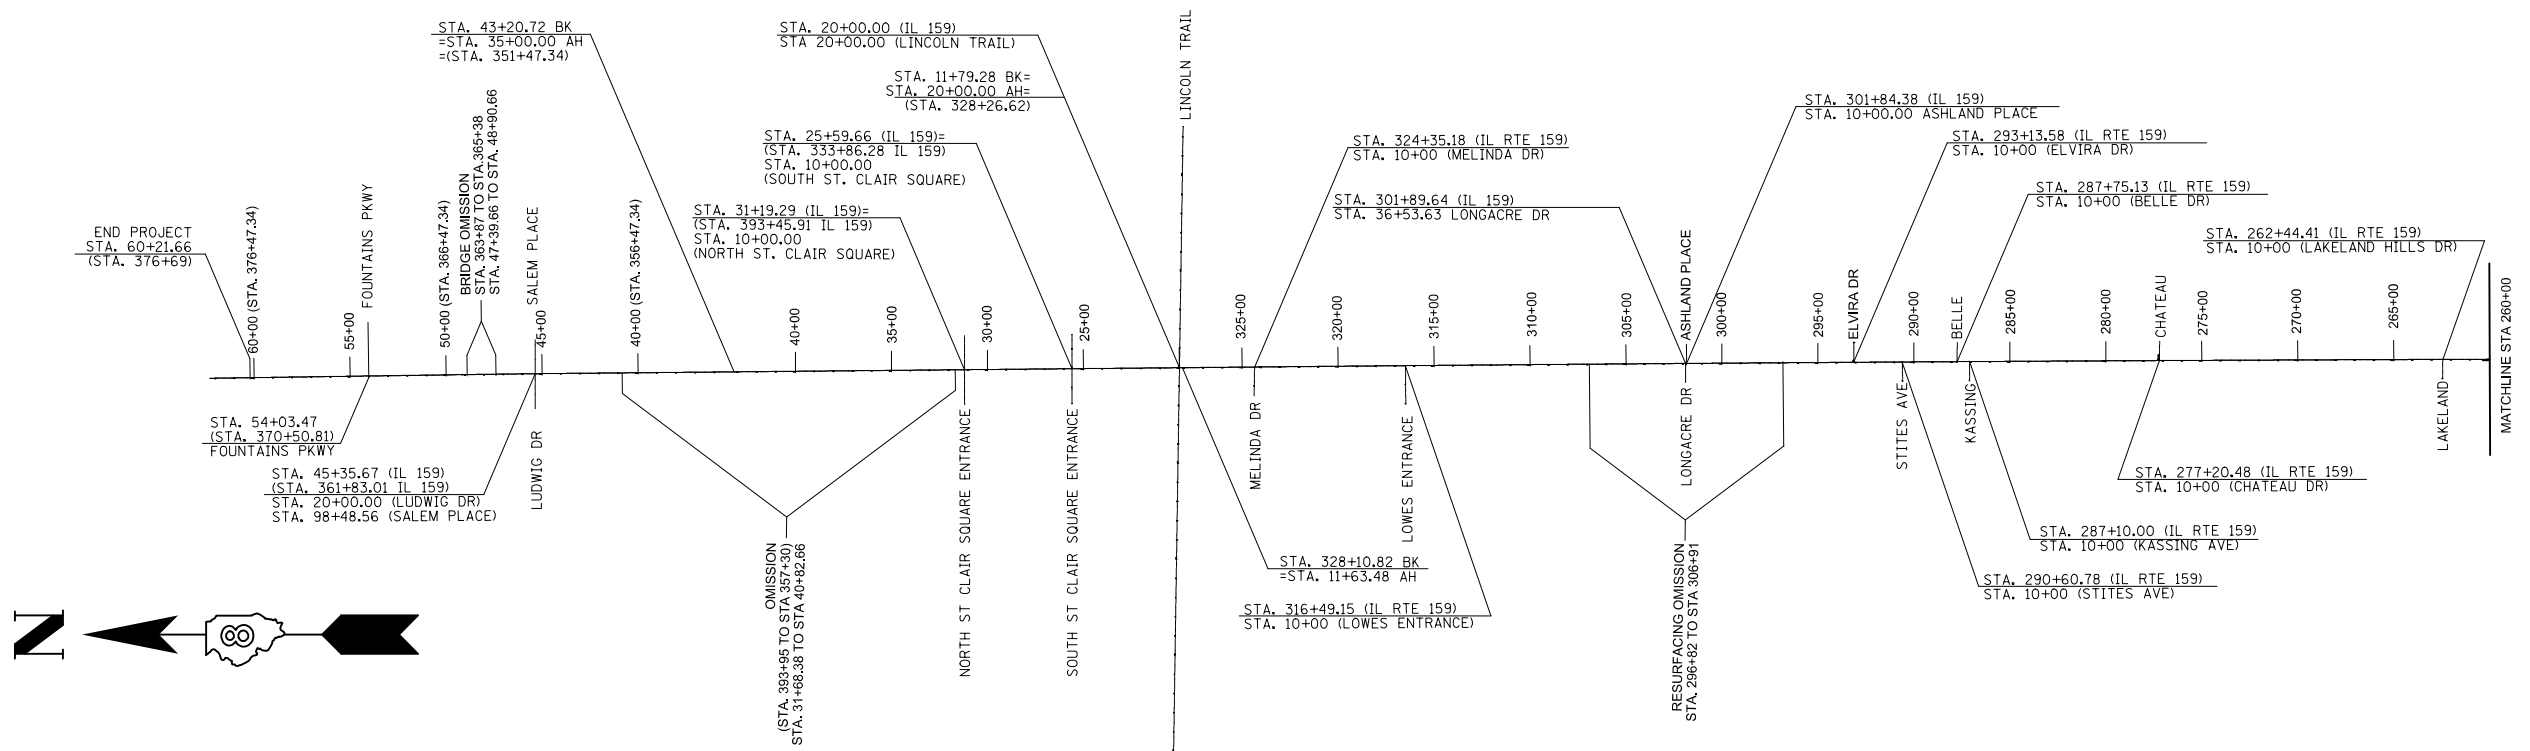 STA. 43+20.72 BK
=STA. 35+00.00 AH
=(STA. 351+47.34)
STA. 20+00.00 (IL 159)
STA 20+00.00 (LINCOLN TRAIL)
STA. 11+79.28 BK=
STA. 20+00.00 AH=
(STA. 328+26.62)
LINCOLN TRAIL
STA. 25+59.66 (IL 159)=
(STA. 333+86.28 IL 159)
STA. 10+00.00
(SOUTH ST. CLAIR SQUARE)
STA. 31+19.29 (IL 159)=
(STA. 393+45.91 IL 159)
STA. 10+00.00
(NORTH ST. CLAIR SQUARE)
STA. 324+35.18 (IL RTE 159)
STA. 10+00 (MELINDA DR)
STA. 301+89.64 (IL 159)
STA. 36+53.63 LONGACRE DR
STA. 301+84.38 (IL 159)
STA. 10+00.00 ASHLAND PLACE
STA. 293+13.58 (IL RTE 159)
STA. 10+00 (ELVIRA DR)
STA. 287+75.13 (IL RTE 159)
STA. 10+00 (BELLE DR)
STA. 262+44.41 (IL RTE 159)
STA. 10+00 (LAKELAND HILLS DR)
END PROJECT
STA. 60+21.66
(STA. 376+69)
60+00 (STA. 376+47.34)
55+00
FOUNTAINS PKWY
50+00 (STA. 366+47.34)
BRIDGE OMISSION
STA. 363+87 TO STA.365+38
STA. 47+39.66 TO STA. 48+90.66
SALEM PLACE
45+00
40+00 (STA. 356+47.34)
40+00
35+00
30+00
25+00
325+00
320+00
315+00
310+00
305+00
ASHLAND PLACE
300+00
295+00
ELVIRA DR
290+00
BELLE
285+00
280+00
CHATEAU
275+00
270+00
265+00
MATCHLINE STA 260+00
STA. 54+03.47
(STA. 370+50.81)
FOUNTAINS PKWY
STA. 45+35.67 (IL 159)
(STA. 361+83.01 IL 159)
STA. 20+00.00 (LUDWIG DR)
STA. 98+48.56 (SALEM PLACE)
LUDWIG DR
OMISSION
(STA. 393+95 TO STA 357+30)
STA. 31+68.38 TO STA 40+82.66
NORTH ST CLAIR SQUARE ENTRANCE
SOUTH ST CLAIR SQUARE ENTRANCE
MELINDA DR
LOWES ENTRANCE
LONGACRE DR
STITES AVE
KASSING
LAKELAND
STA. 328+10.82 BK
=STA. 11+63.48 AH
STA. 316+49.15 (IL RTE 159)
STA. 10+00 (LOWES ENTRANCE)
RESURFACING OMISSION
STA. 296+82 TO STA 306+91
STA. 277+20.48 (IL RTE 159)
STA. 10+00 (CHATEAU DR)
STA. 287+10.00 (IL RTE 159)
STA. 10+00 (KASSING AVE)
STA. 290+60.78 (IL RTE 159)
STA. 10+00 (STITES AVE)
N
8